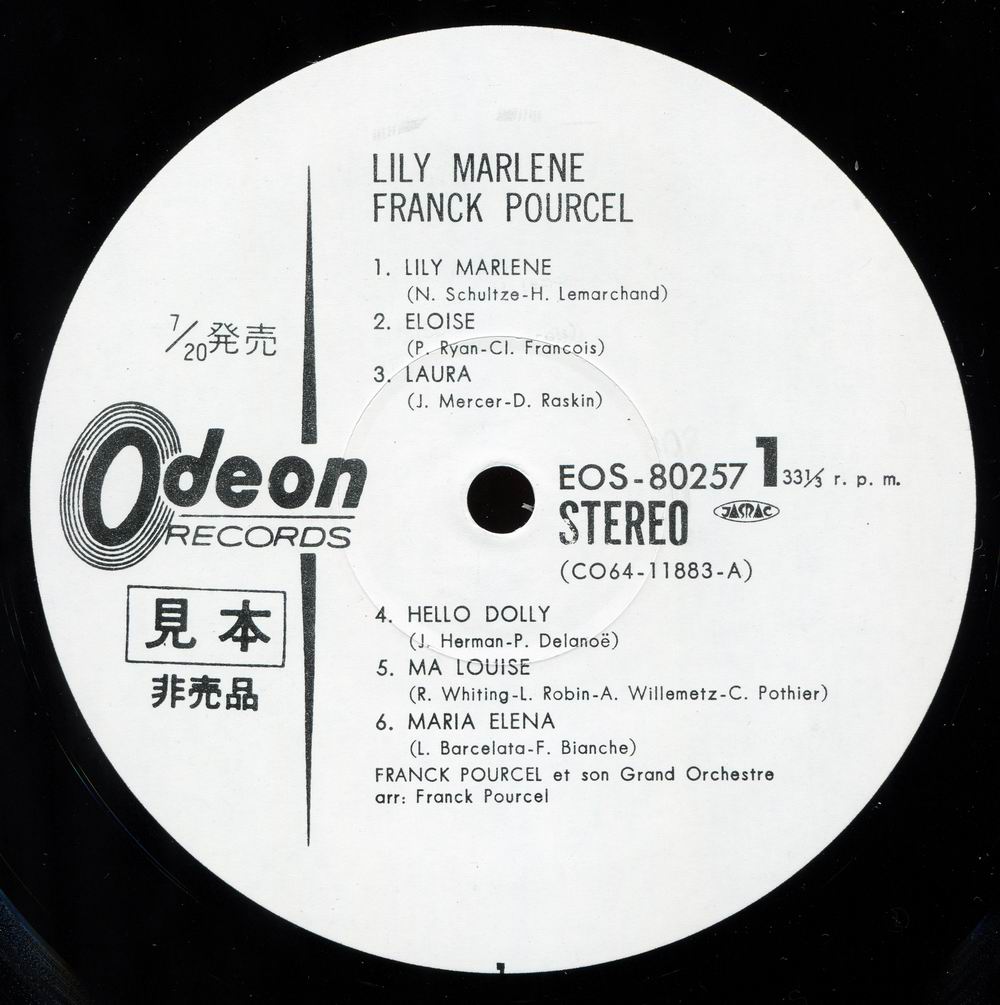 LILY MARLENE
FRANCK POURCEL
1. LILY MARLENE
(N. Schultze-H. Lemarchand)
2. ELOISE
(P. Ryan-Cl. Francois)
3. LAURA
(J. Mercer-D. Raskin)
7/20発売
Odeon
RECORDS
見本
非売品
EOS-80257 1 33⅓ r. p. m.
STEREO JASRAC
(CO64-11883-A)
4. HELLO DOLLY
(J. Herman-P. Delanoë)
5. MA LOUISE
(R. Whiting-L. Robin-A. Willemetz-C. Pothier)
6. MARIA ELENA
(L. Barcelata-F. Bianche)
FRANCK POURCEL et son Grand Orchestre
arr: Franck Pourcel